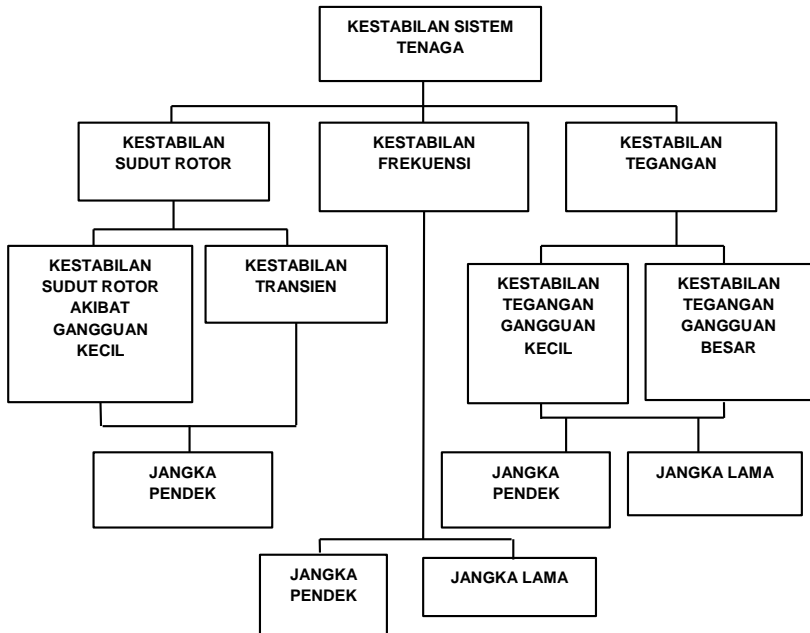 KESTABILAN SISTEM
TENAGA
KESTABILAN
SUDUT ROTOR
KESTABILAN
FREKUENSI
KESTABILAN
TEGANGAN
KESTABILAN
SUDUT ROTOR
AKIBAT
GANGGUAN
KECIL
KESTABILAN
TRANSIEN
KESTABILAN
TEGANGAN
GANGGUAN
KECIL
KESTABILAN
TEGANGAN
GANGGUAN
BESAR
JANGKA
PENDEK
JANGKA
PENDEK
JANGKA LAMA
JANGKA
PENDEK
JANGKA LAMA